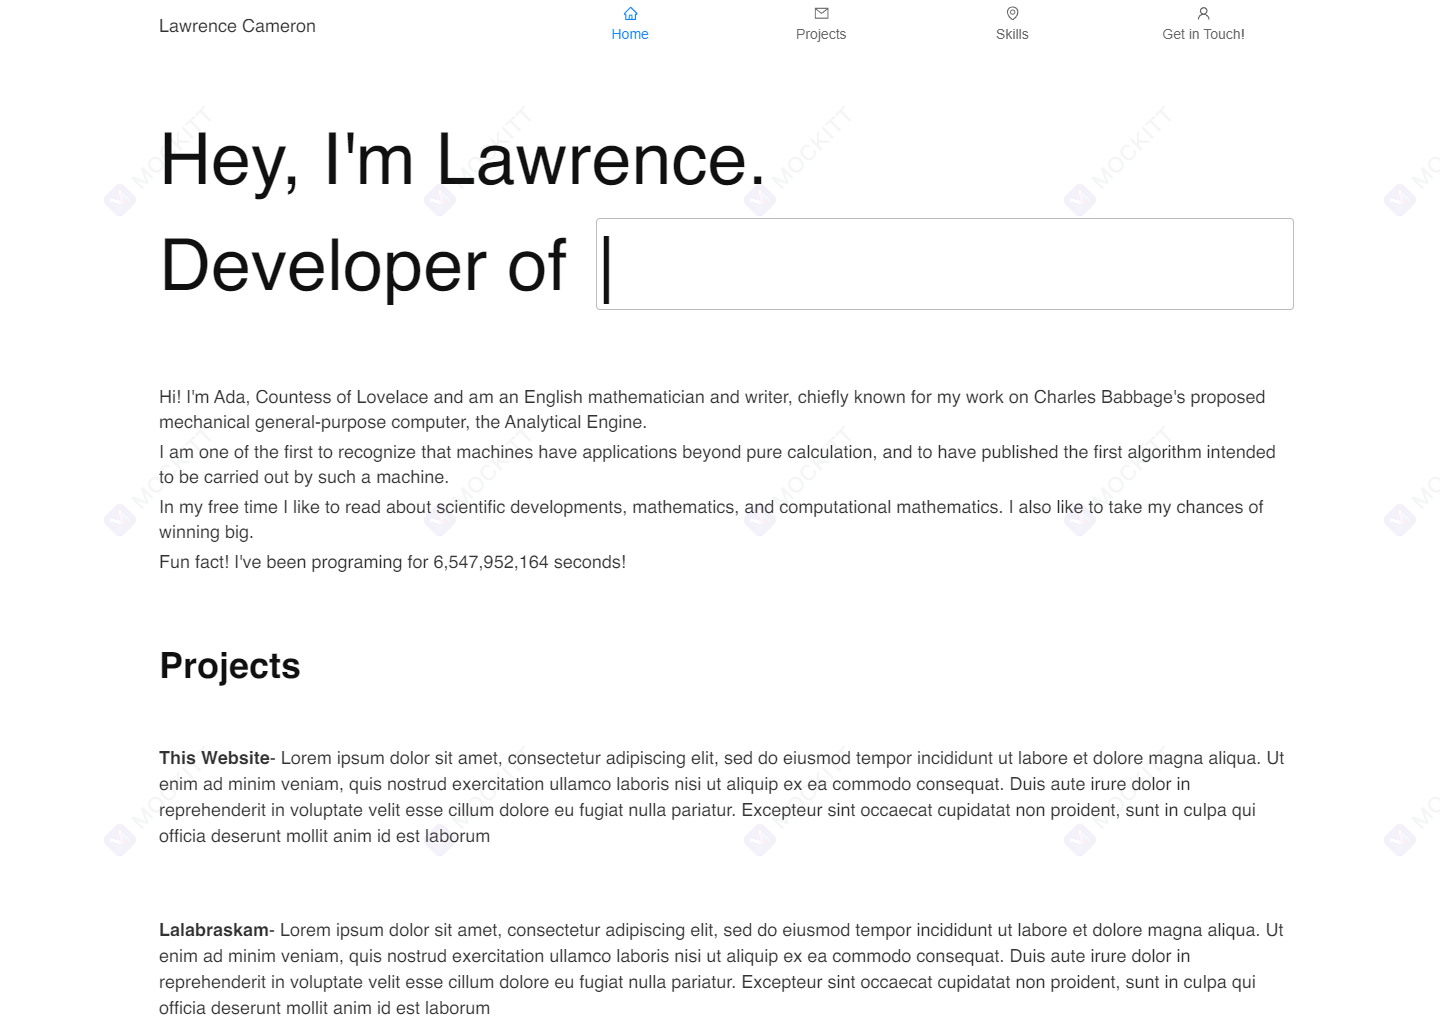 Lawrence Cameron
Home
Projects
Skills
Get in Touch!
Hey, I'm Lawrence.
Developer of |
Hi! I'm Ada, Countess of Lovelace and am an English mathematician and writer, chiefly known for my work on Charles Babbage's proposed
mechanical general-purpose computer, the Analytical Engine.
I am one of the first to recognize that machines have applications beyond pure calculation, and to have published the first algorithm intended
to be carried out by such a machine.
In my free time I like to read about scientific developments, mathematics, and computational mathematics. I also like to take my chances of
winning big.
Fun fact! I've been programing for 6,547,952,164 seconds!
Projects
This Website- Lorem ipsum dolor sit amet, consectetur adipiscing elit, sed do eiusmod tempor incididunt ut labore et dolore magna aliqua. Ut
enim ad minim veniam, quis nostrud exercitation ullamco laboris nisi ut aliquip ex ea commodo consequat. Duis aute irure dolor in
reprehenderit in voluptate velit esse cillum dolore eu fugiat nulla pariatur. Excepteur sint occaecat cupidatat non proident, sunt in culpa qui
officia deserunt mollit anim id est laborum
Lalabraskam- Lorem ipsum dolor sit amet, consectetur adipiscing elit, sed do eiusmod tempor incididunt ut labore et dolore magna aliqua. Ut
enim ad minim veniam, quis nostrud exercitation ullamco laboris nisi ut aliquip ex ea commodo consequat. Duis aute irure dolor in
reprehenderit in voluptate velit esse cillum dolore eu fugiat nulla pariatur. Excepteur sint occaecat cupidatat non proident, sunt in culpa qui
officia deserunt mollit anim id est laborum
MOCKITT
MOCKITT
MOCKITT
MOCKITT
MOCKITT
MOCKITT
MOCKITT
MOCKITT
MOCKITT
MOCKITT
MOCKITT
MOCKITT